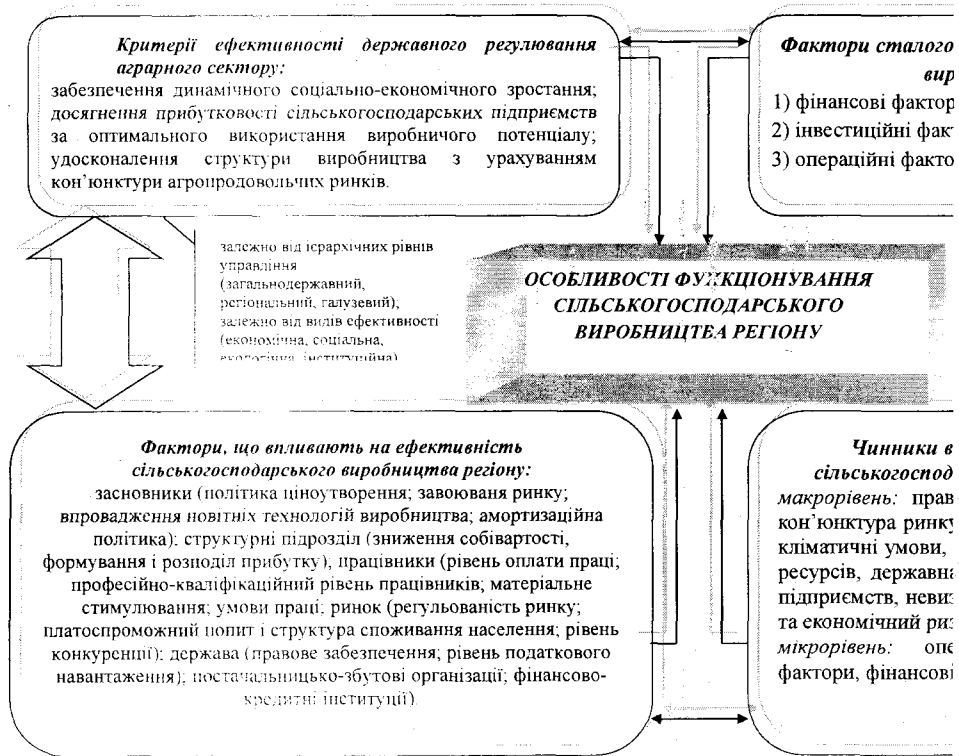 Критерії ефективності державного регулювання
аграрного сектору:
забезпечення динамічного соціально-економічного зростання;
досягнення прибутковості сільськогосподарських підприємств
за оптимального використання виробничого потенціалу;
удосконалення структури виробництва з урахуванням
кон’юнктури агропродовольчих ринків.
Фактори сталого
вир
1) фінансові фактор
2) інвестиційні фак
3) операційні факто
залежно від ієрархічних рівнів
управління
(загальнодержавний,
регіональний, галузевий);
залежно від видів ефективності
(економічна, соціальна,
екологічна, інституційна)
ОСОБЛИВОСТІ ФУНКЦІОНУВАННЯ
СІЛЬСЬКОГОСПОДАРСЬКОГО
ВИРОБНИЦТЕА РЕГІОНУ
Фактори, що впливають на ефективність
сільськогосподарського виробництва регіону:
засновники (політика ціноутворення; завоюваня ринку;
впровадження новітніх технологій виробництва; амортизаційна
політика); структурні підрозділ (зниження собівартості,
формування і розподіл прибутку); працівники (рівень оплати праці;
професійно-кваліфікаційний рівень працівників; матеріальне
стимулювання; умови праці; ринок (регульованість ринку;
платоспроможний попит і структура споживання населення; рівень
конкуренції); держава (правове забезпечення; рівень податкового
навантаження); постачальницько-збутові організації; фінансово-
кредитні інституції).
Чинники в
сільськогоспод
макрорівень: прав
кон’юнктура ринку
кліматичні умови,
ресурсів, державна
підприємств, невиз
та економічний риз
мікрорівень: опе
фактори, фінансові